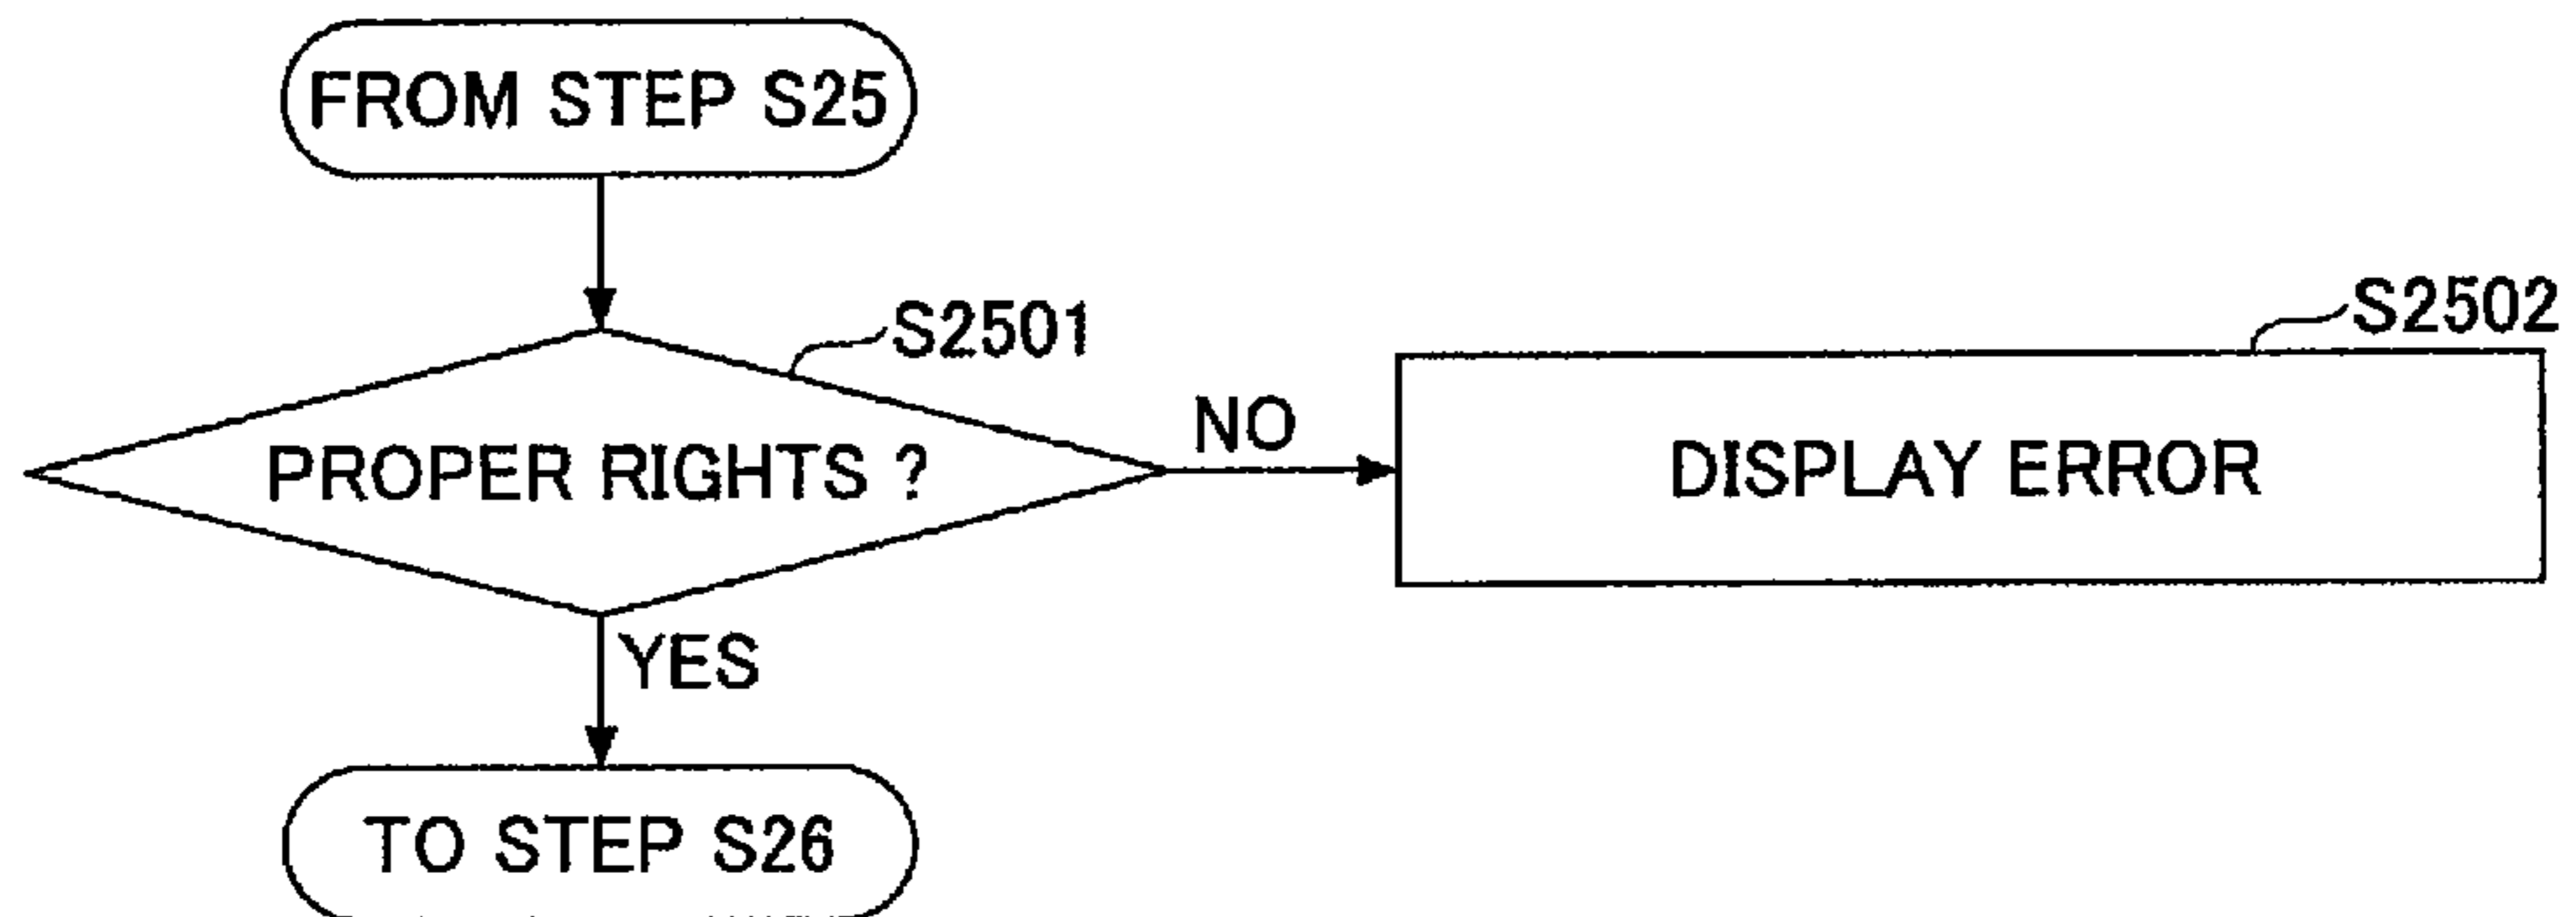 FROM STEP S25
S2501
S2502
PROPER RIGHTS ?
NO
DISPLAY ERROR
YES
TO STEP S26